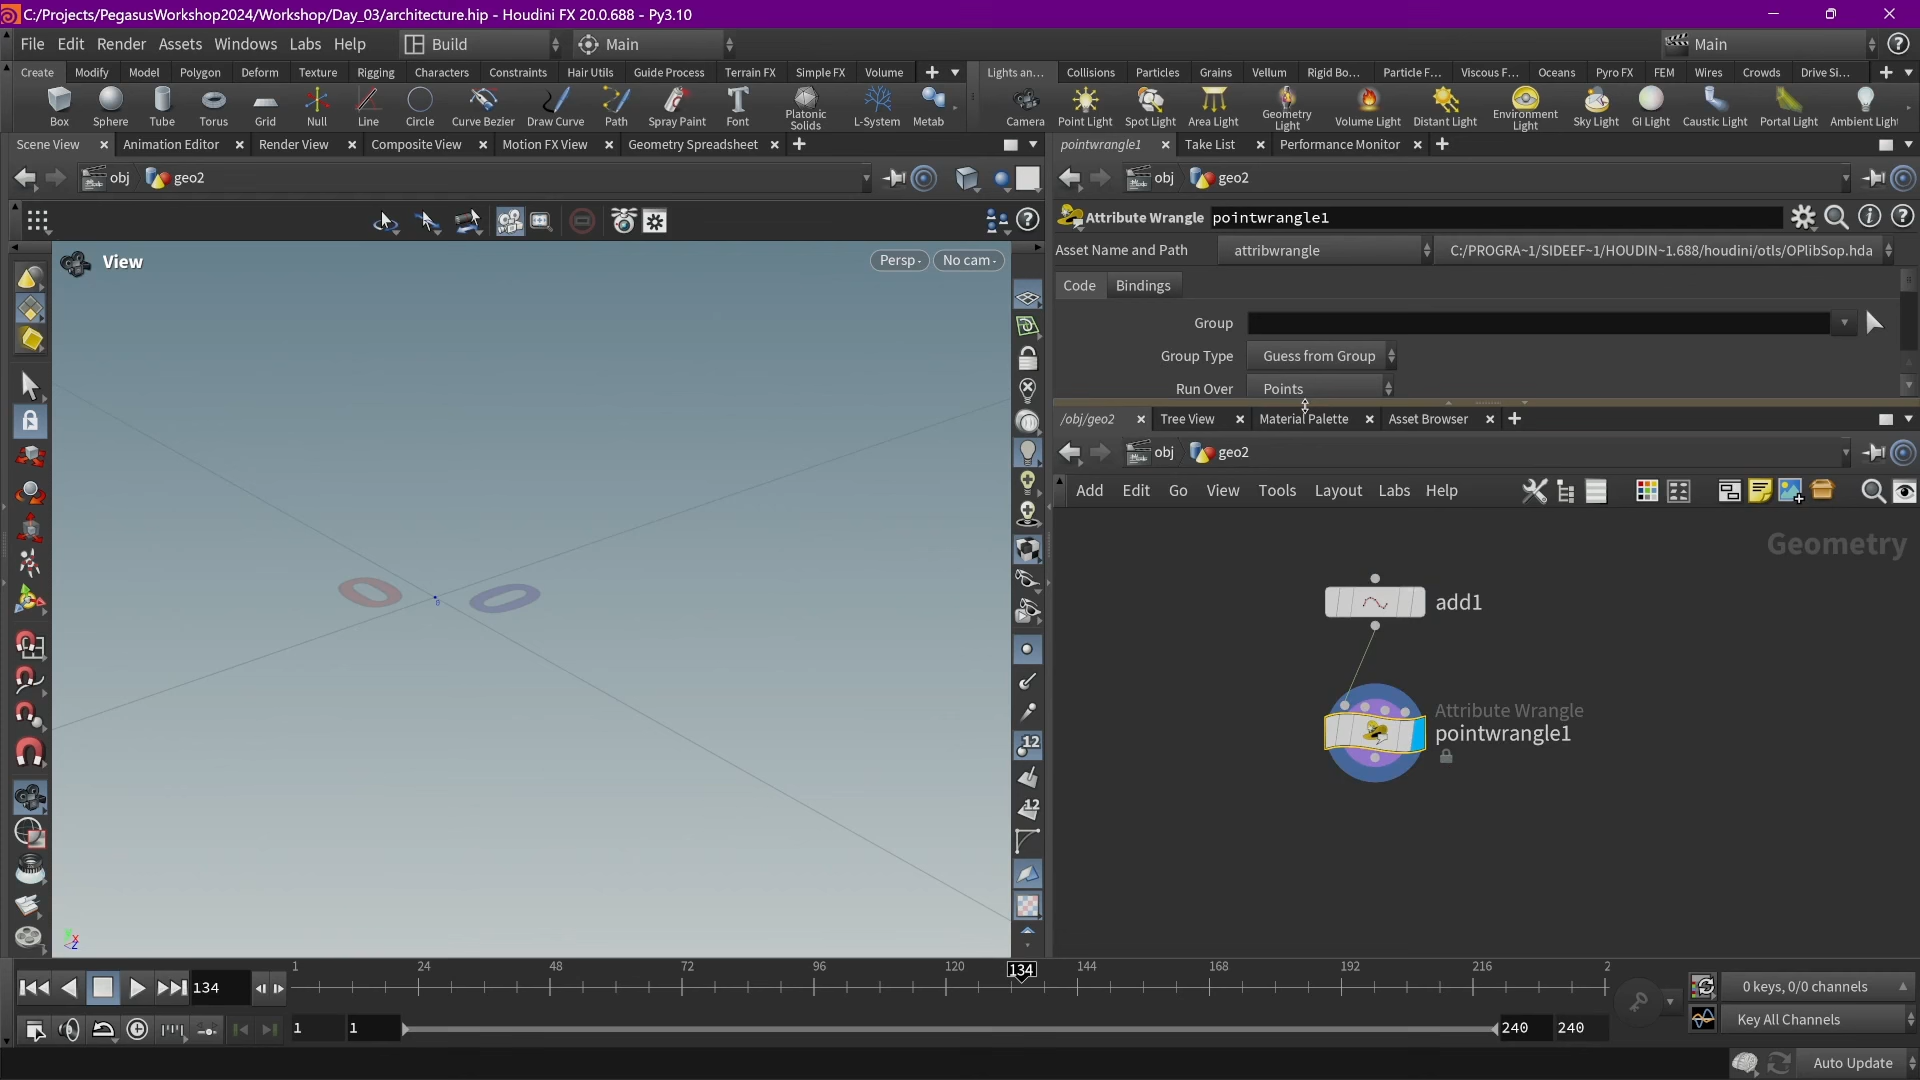 C:/Projects/PegasusWorkshop2024/Workshop/Day_03/architecture.hip - Houdini FX 20.0.688 - Py3.10
File Edit Render Assets Windows Labs Help Build Main Main
Create Modify Model Polygon Deform Texture Rigging Characters Constraints Hair Utils Guide Process Terrain FX Simple FX Volume
Lights an... Collisions Particles Grains Vellum Rigid Bo... Particle F... Viscous F... Oceans Pyro FX FEM Wires Crowds Drive Si...
Box Sphere Tube Torus Grid Null Line Circle Curve Bezier Draw Curve Path Spray Paint Font Platonic Solids L-System Metab
Camera Point Light Spot Light Area Light Geometry Light Volume Light Distant Light Environment Light Sky Light GI Light Caustic Light Portal Light Ambient Light
Scene View Animation Editor Render View Composite View Motion FX View Geometry Spreadsheet
pointwrangle1 Take List Performance Monitor
obj geo2
obj geo2
Attribute Wrangle pointwrangle1
Asset Name and Path attribwrangle C:/PROGRA~1/SIDEEF~1/HOUDIN~1.688/houdini/otls/OPlibSop.hda
View Persp No cam
Code Bindings
Group
Group Type Guess from Group
Run Over Points
/obj/geo2 Tree View Material Palette Asset Browser
obj geo2
Add Edit Go View Tools Layout Labs Help
Geometry
add1
Attribute Wrangle
pointwrangle1
12
12
0
y x
z
1 24 48 72 96 120 134 144 168 192 216 2
134
0 keys, 0/0 channels
1 1 240 240
Key All Channels
Auto Update